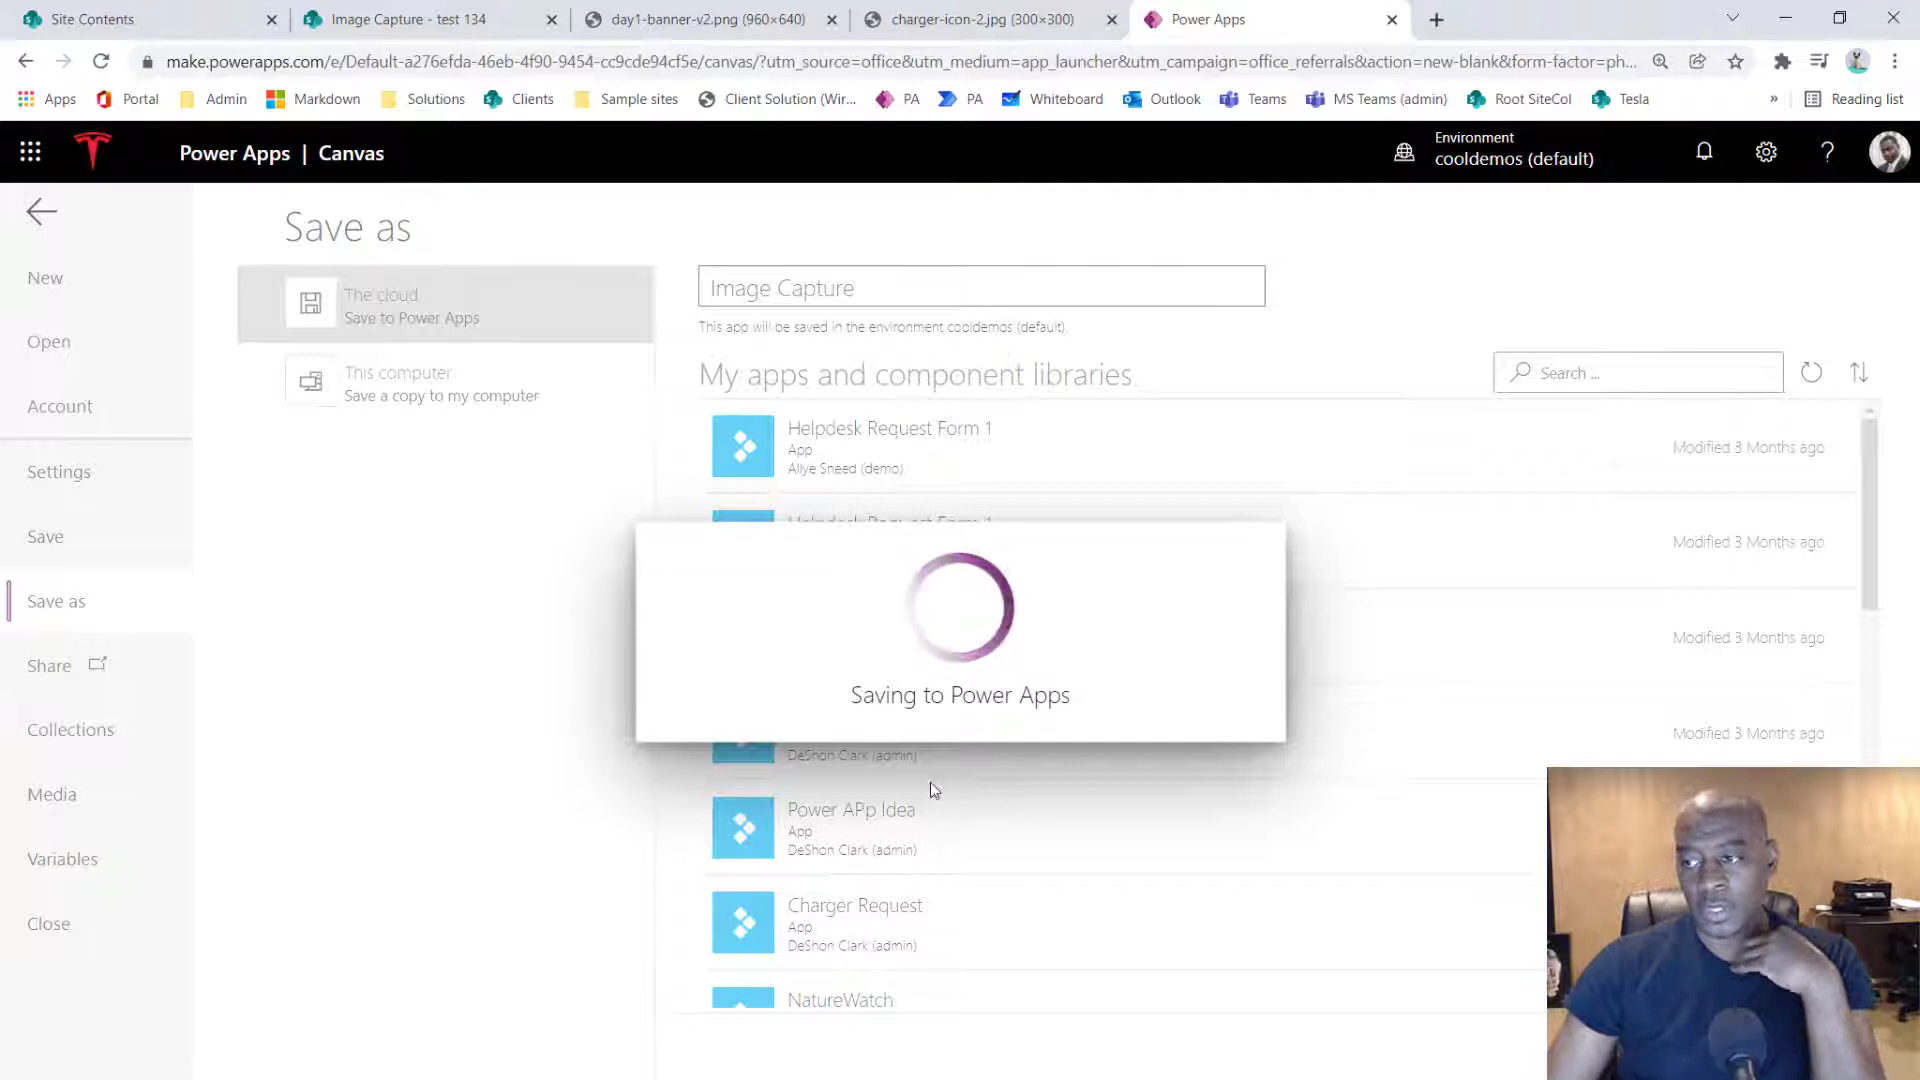 Site Contents
Image Capture - test 134
day1-banner-v2.png (960×640)
charger-icon-2.jpg (300×300)
Power Apps
make.powerapps.com/e/Default-a276efda-46eb-4f90-9454-cc9cde94cf5e/canvas/?utm_source=office&utm_medium=app_launcher&utm_campaign=office_referrals&action=new-blank&form-factor=ph...
Apps
Portal
Admin
Markdown
Solutions
Clients
Sample sites
Client Solution (Wir...
PA
PA
Whiteboard
Outlook
Teams
MS Teams (admin)
Root SiteCol
Tesla
»
Reading list
Power Apps | Canvas
Environment
cooldemos (default)
New
Open
Account
Settings
Save
Save as
Share
Collections
Media
Variables
Close
Save as
The cloud
Save to Power Apps
This computer
Save a copy to my computer
Image Capture
This app will be saved in the environment cooldemos (default).
My apps and component libraries
Search ...
Helpdesk Request Form 1
App
Allye Sneed (demo)
Modified 3 Months ago
Helpdesk Request Form 1
Modified 3 Months ago
Modified 3 Months ago
Modified 3 Months ago
Saving to Power Apps
DeShon Clark (admin)
Power APp Idea
App
DeShon Clark (admin)
Charger Request
App
DeShon Clark (admin)
NatureWatch